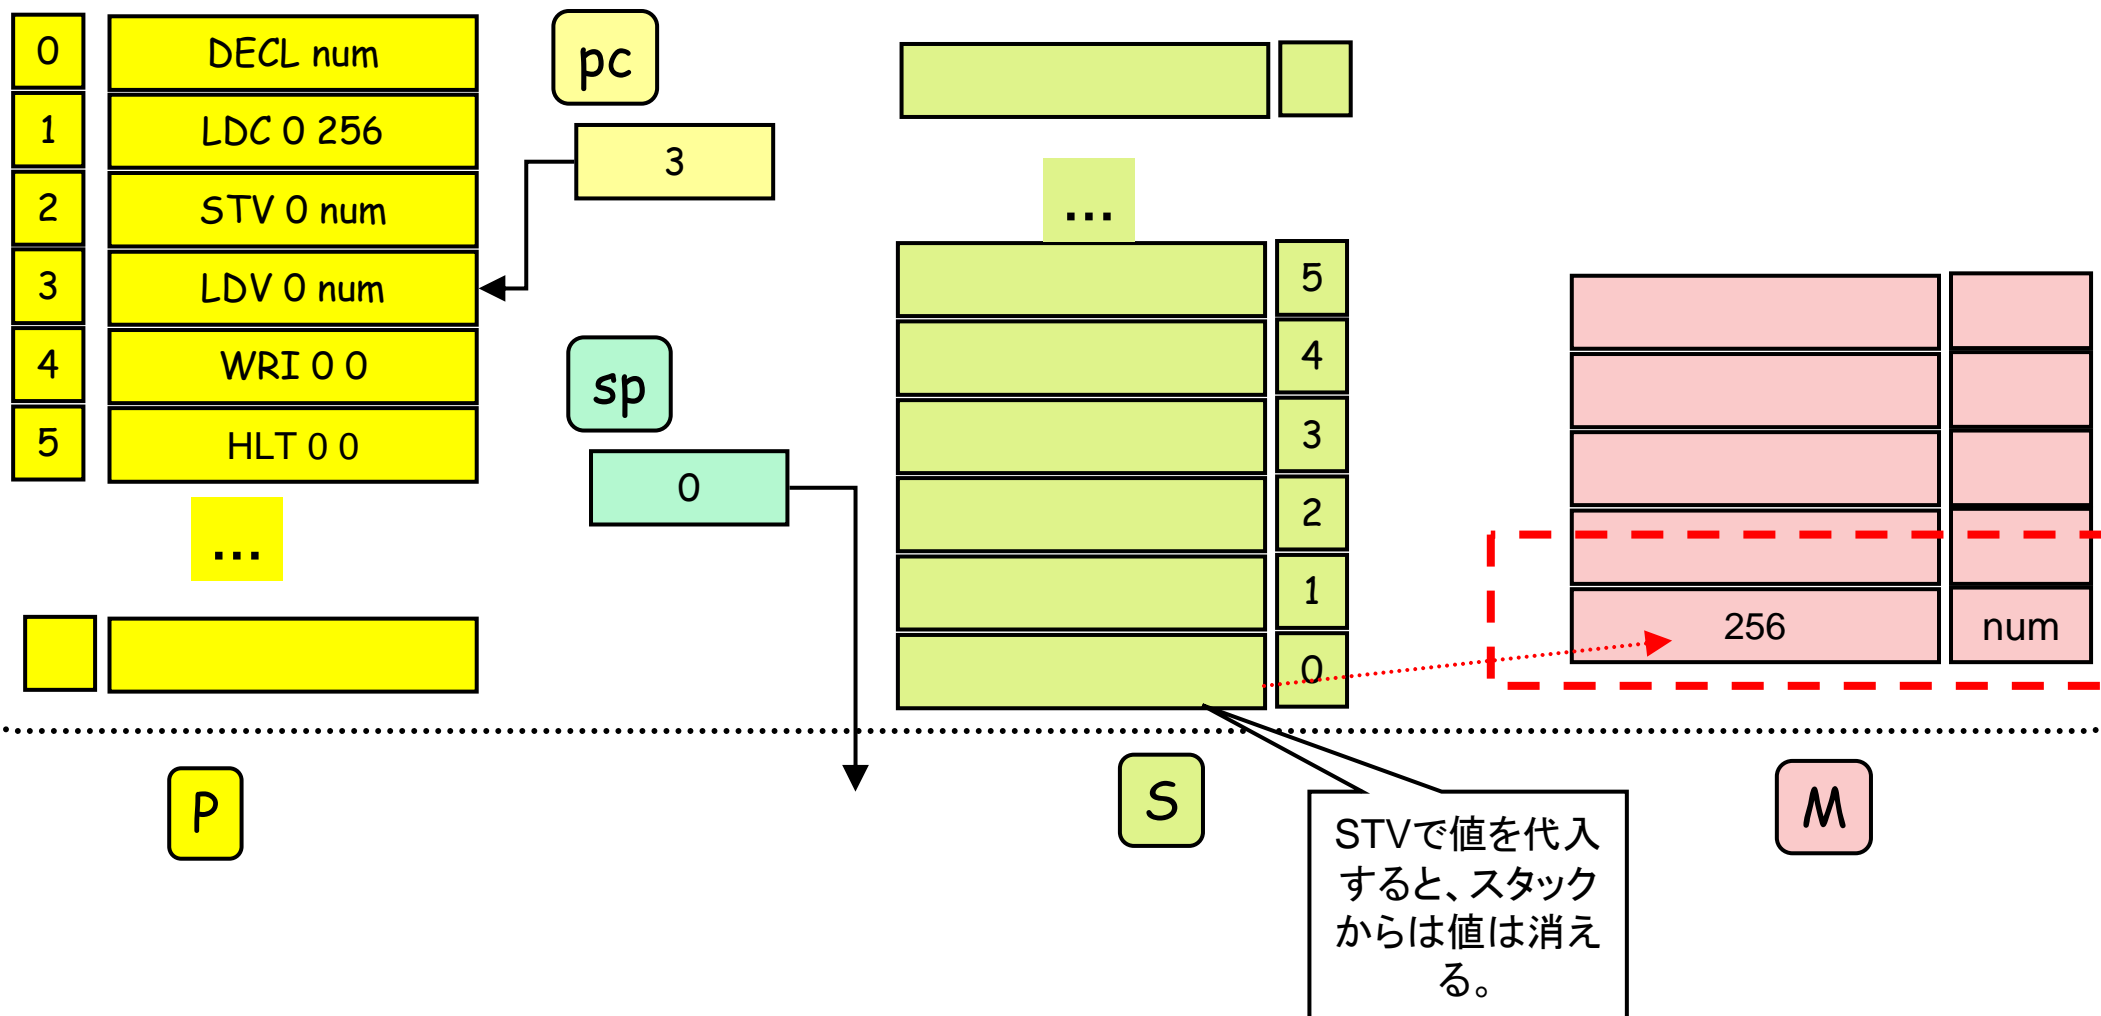 0 DECL num
1 LDC 0 256
2 STV 0 num
3 LDV 0 num
4 WRI 0 0
5 HLT 0 0
...
P
pc
3
sp
0
...
5
4
3
2
1
0
S
256 num
M
STVで値を代入
すると、スタック
からは値は消え
る。